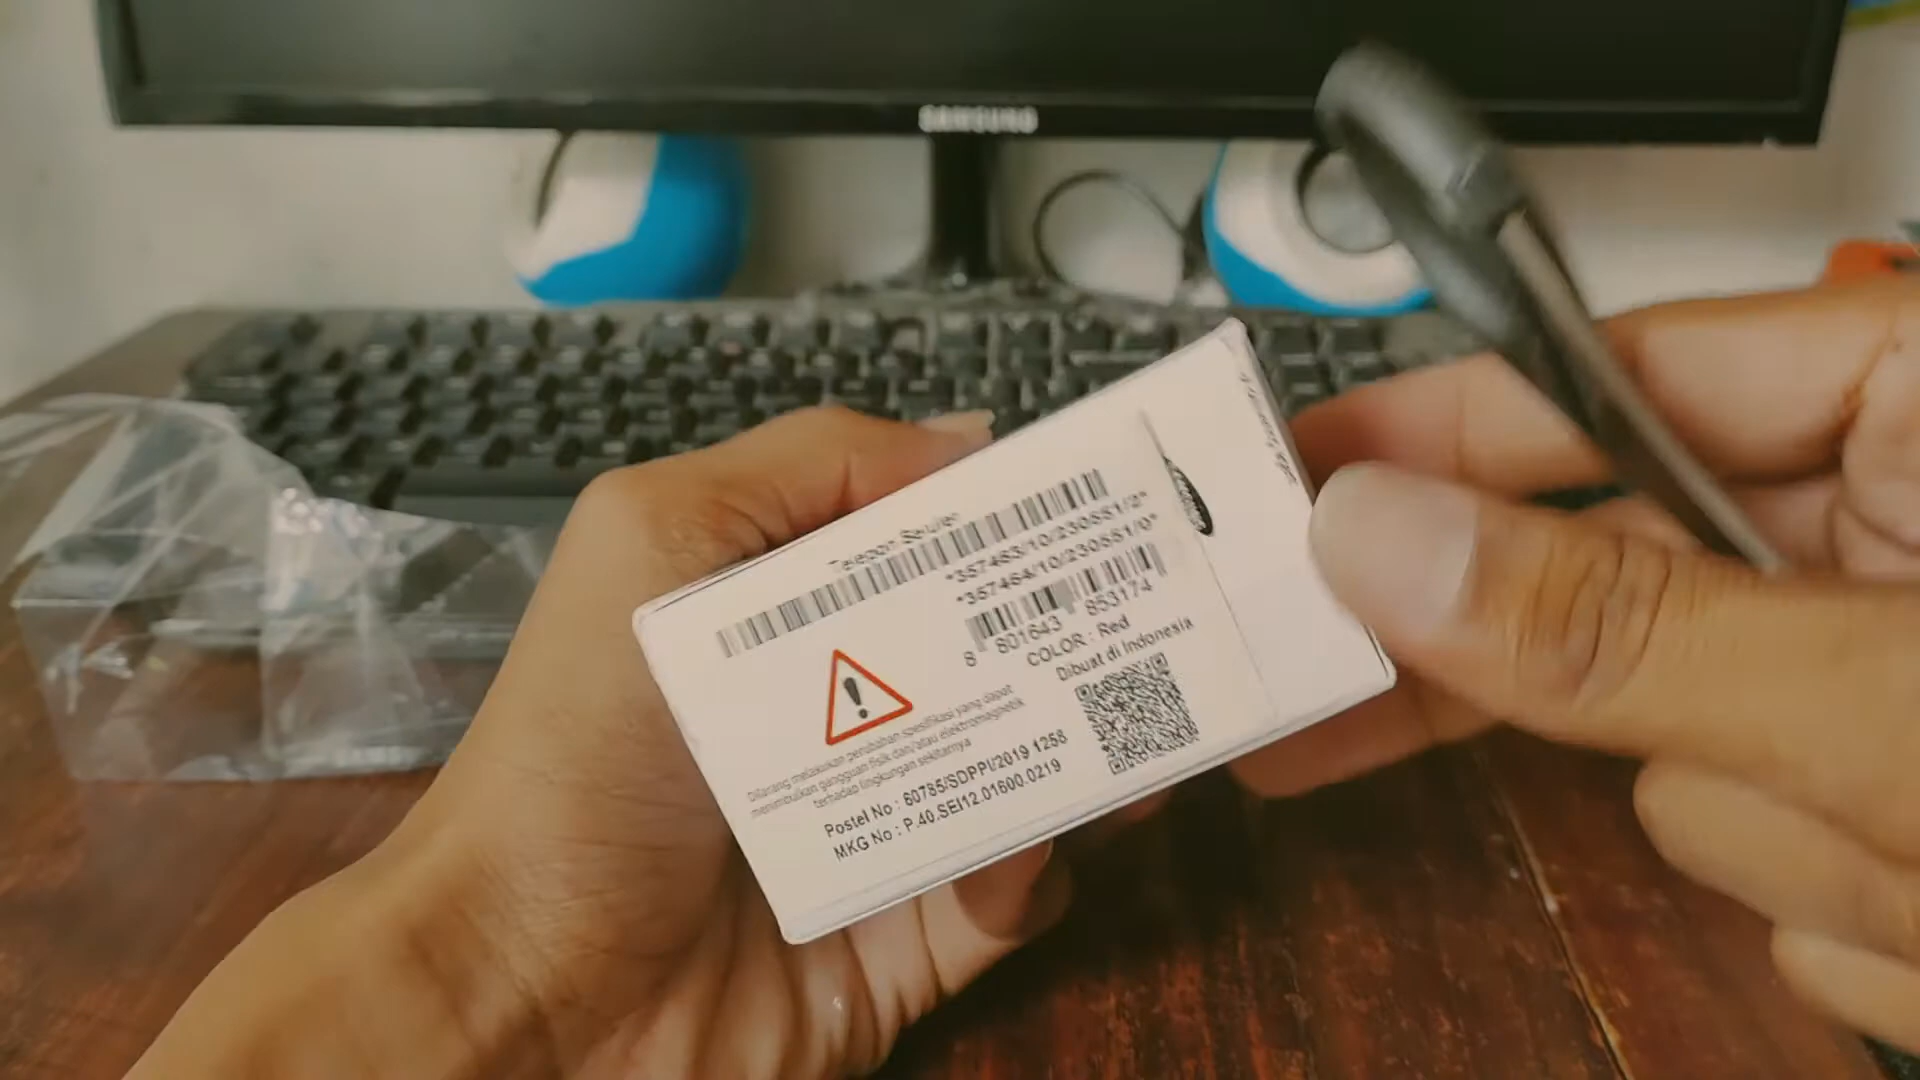 SAMSUNG
Telepon Seluler
*357463/10/230551/2*
*357464/10/230551/0*
8 801643 853174
COLOR : Red
Dibuat di Indonesia
Dilarang melakukan perubahan spesifikasi yang dapat
menimbulkan gangguan fisik dan/atau elektromagnetik
terhadap lingkungan sekitarnya
Postel No : 60785/SDPPI/2019 1258
MKG No : P.40.SEI12.01600.0219